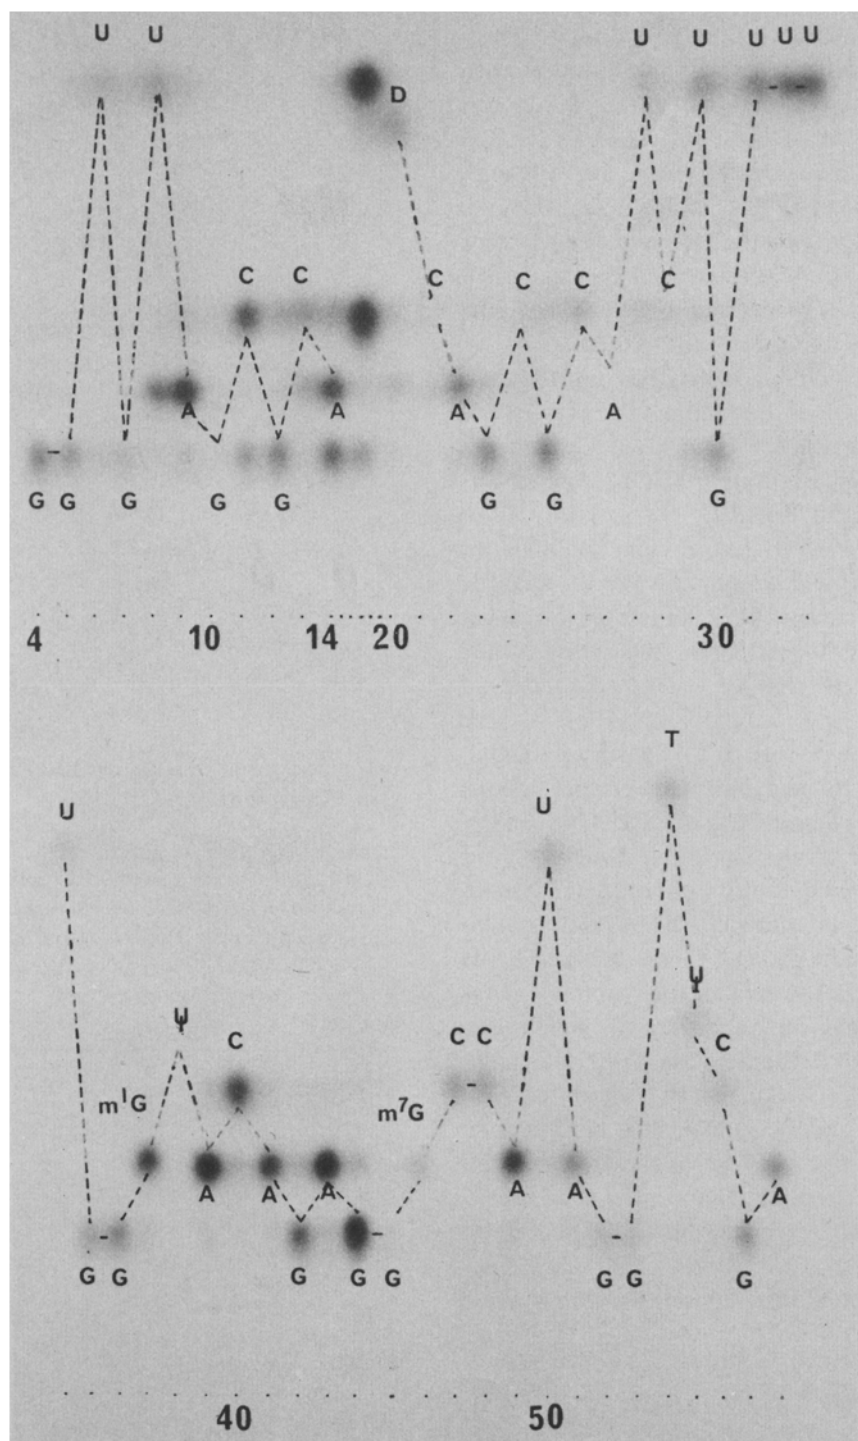 U U U U U U U
D
C C C C C C
A A A A
G G G G G G G G
4 10 14 20 30
T
U U
Ψ
Ψ
C C C C
m¹G m⁷G
A A A A A A
G G G G G G G G
40 50